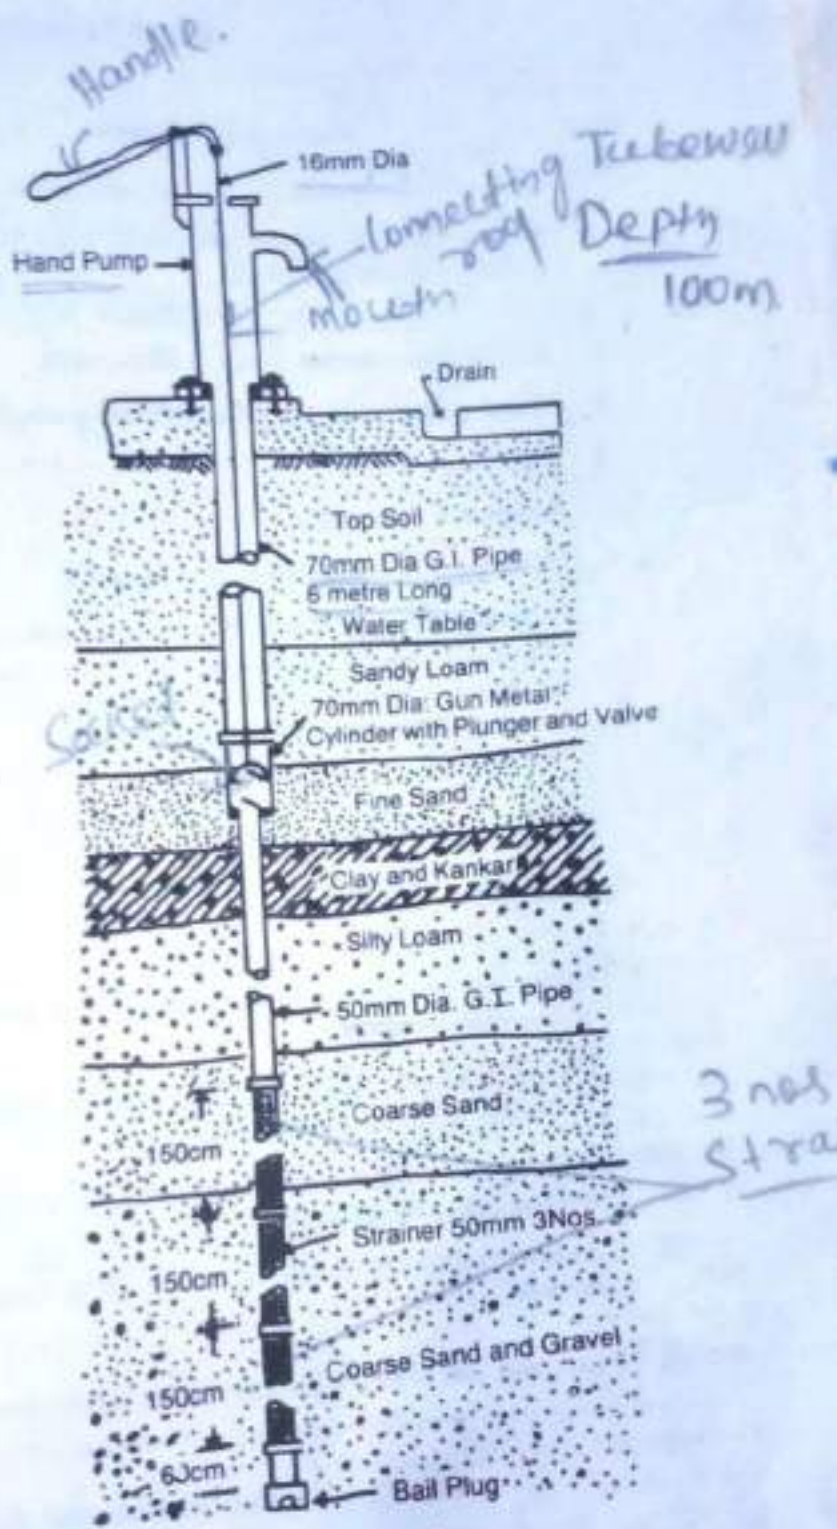 Handle.
16mm Dia
Tubewell
Connecting
rod
Depth
Hand Pump
mouth
100m
Drain
Top Soil
70mm Dia G.I. Pipe
6 metre Long
Water Table
Sandy Loam
70mm Dia. Gun Metal
Cylinder with Plunger and Valve
Socket
Fine Sand
Clay and Kankar
Silty Loam
50mm Dia. G.I. Pipe
3 nos
Coarse Sand
150cm
Stra
Strainer 50mm 3Nos.
150cm
Coarse Sand and Gravel
150cm
60cm
Bail Plug